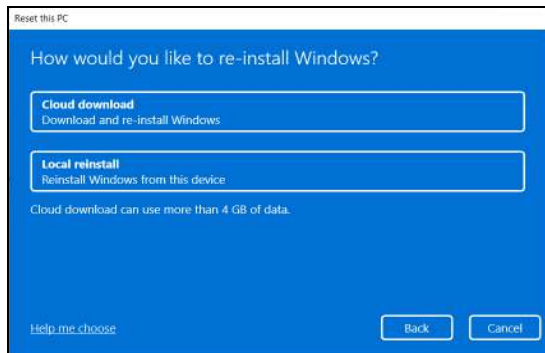 Reset this PC
How would you like to re-install Windows?
Cloud download
Download and re-install Windows
Local reinstall
Reinstall Windows from this device
Cloud download can use more than 4 GB of data.
Help me choose
Back
Cancel